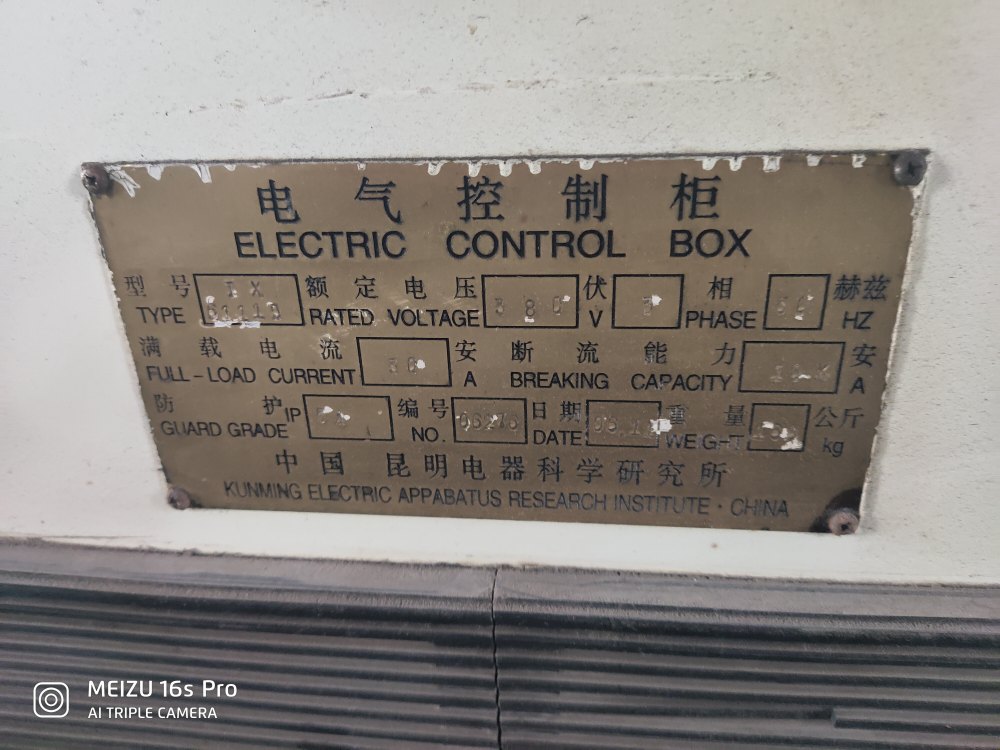 电气控制柜
ELECTRIC CONTROL BOX
型号 额定电压 380 伏 3 相 赫兹
TYPE RATED VOLTAGE V PHASE HZ
满载电流 安 断流能力 安
FULL-LOAD CURRENT A BREAKING CAPACITY A
防护 IP 编号 日期 重量 公斤
GUARD GRADE NO. DATE WEIGHT kg
中国昆明电器科学研究所
KUNMING ELECTRIC APPABATUS RESEARCH INSTITUTE·CHINA
MEIZU 16s Pro
AI TRIPLE CAMERA